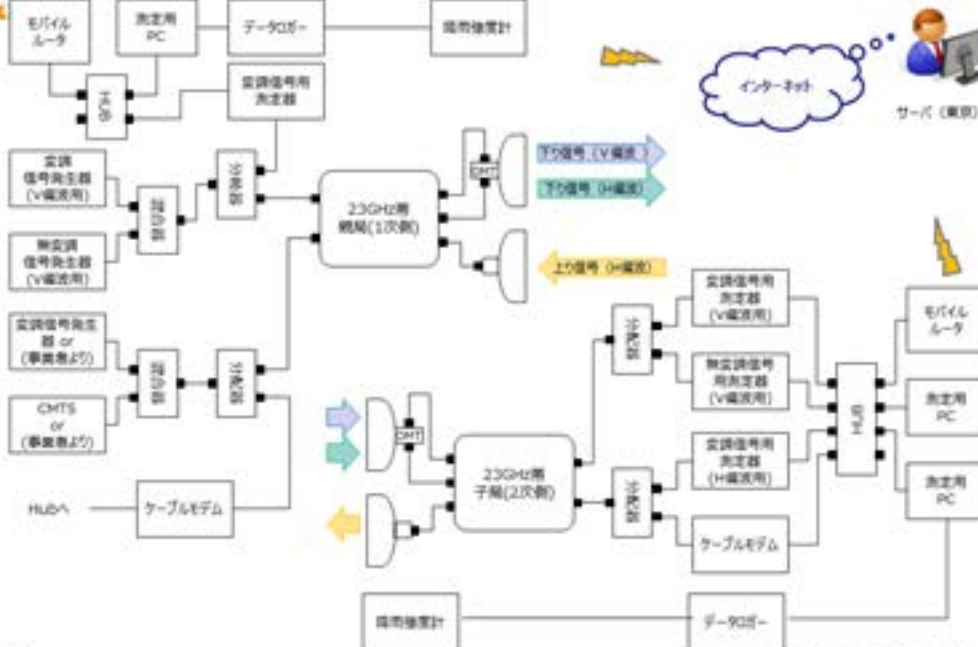 モバイル
ルータ
測定用
PC
データロガー
降雨強度計
HUB
変調信号用
測定器
インターネット
サーバ (東京)
変調
信号発生器
(V偏波用)
無変調
信号発生器
(V偏波用)
混合器
分配器
23GHz帯
親局(1次側)
OMT
下り信号 (V偏波)
下り信号 (H偏波)
上り信号 (H偏波)
変調信号発生
器 or
(事業者より)
CMTS
or
(事業者より)
混合器
分配器
Hubへ
ケーブルモデム
OMT
23GHz帯
子局(2次側)
分配器
分配器
変調信号用
測定器
(V偏波用)
無変調信号
用測定器
(V偏波用)
変調信号用
測定器
(H偏波用)
ケーブルモデム
HUB
モバイル
ルータ
測定用
PC
測定用
PC
降雨強度計
データロガー